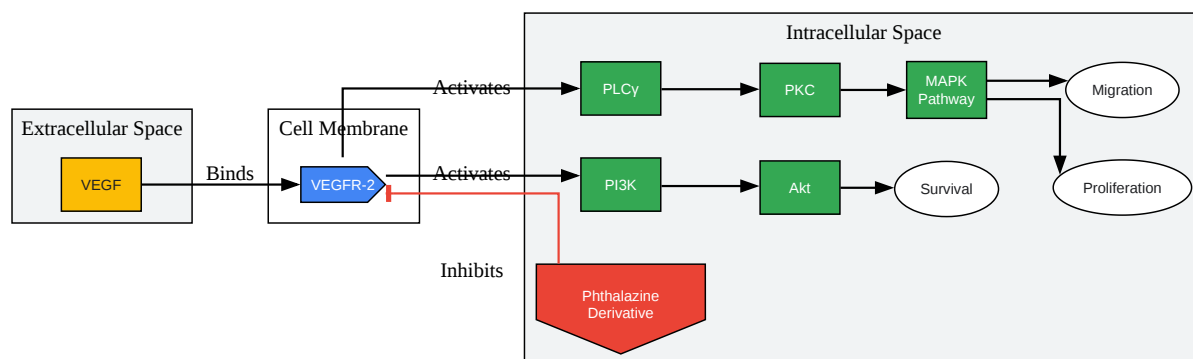 Intracellular Space
Activates
PLCγ
PKC
MAPK
Pathway
Migration
Extracellular Space
Cell Membrane
VEGF
Binds
VEGFR-2
Activates
PI3K
Akt
Survival
Proliferation
Inhibits
Phthalazine
Derivative